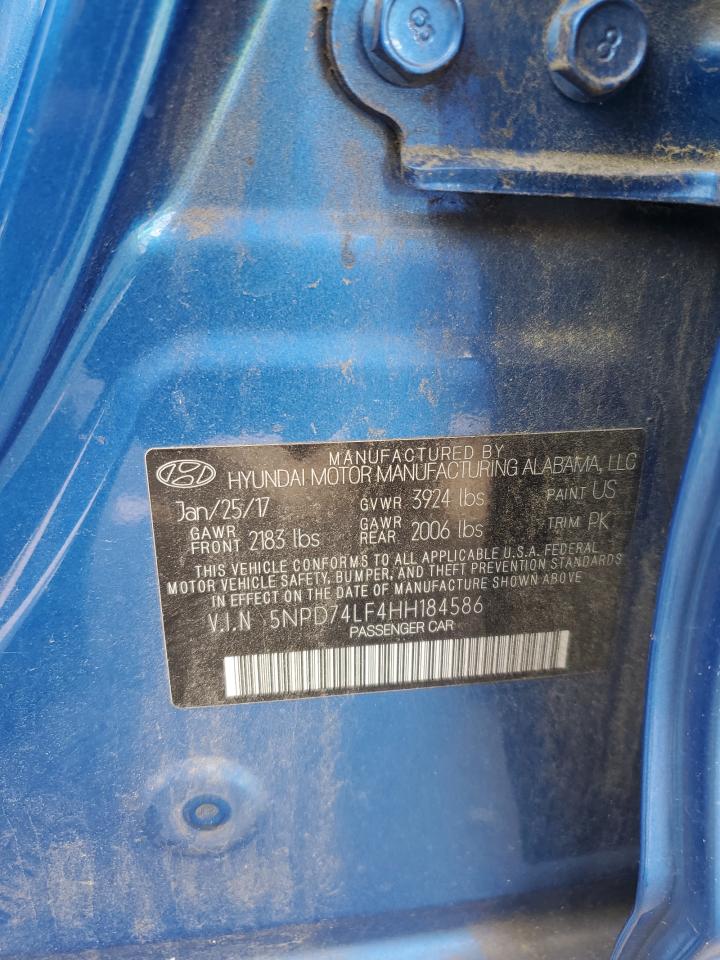 8
8
MANUFACTURED BY
HYUNDAI MOTOR MANUFACTURING ALABAMA, LLC
Jan/25/17 GVWR 3924 lbs PAINT US
GAWR FRONT 2183 lbs GAWR REAR 2006 lbs TRIM PK
THIS VEHICLE CONFORMS TO ALL APPLICABLE U.S.A. FEDERAL
MOTOR VEHICLE SAFETY, BUMPER, AND THEFT PREVENTION STANDARDS
IN EFFECT ON THE DATE OF MANUFACTURE SHOWN ABOVE
V.I.N 5NPD74LF4HH184586
PASSENGER CAR